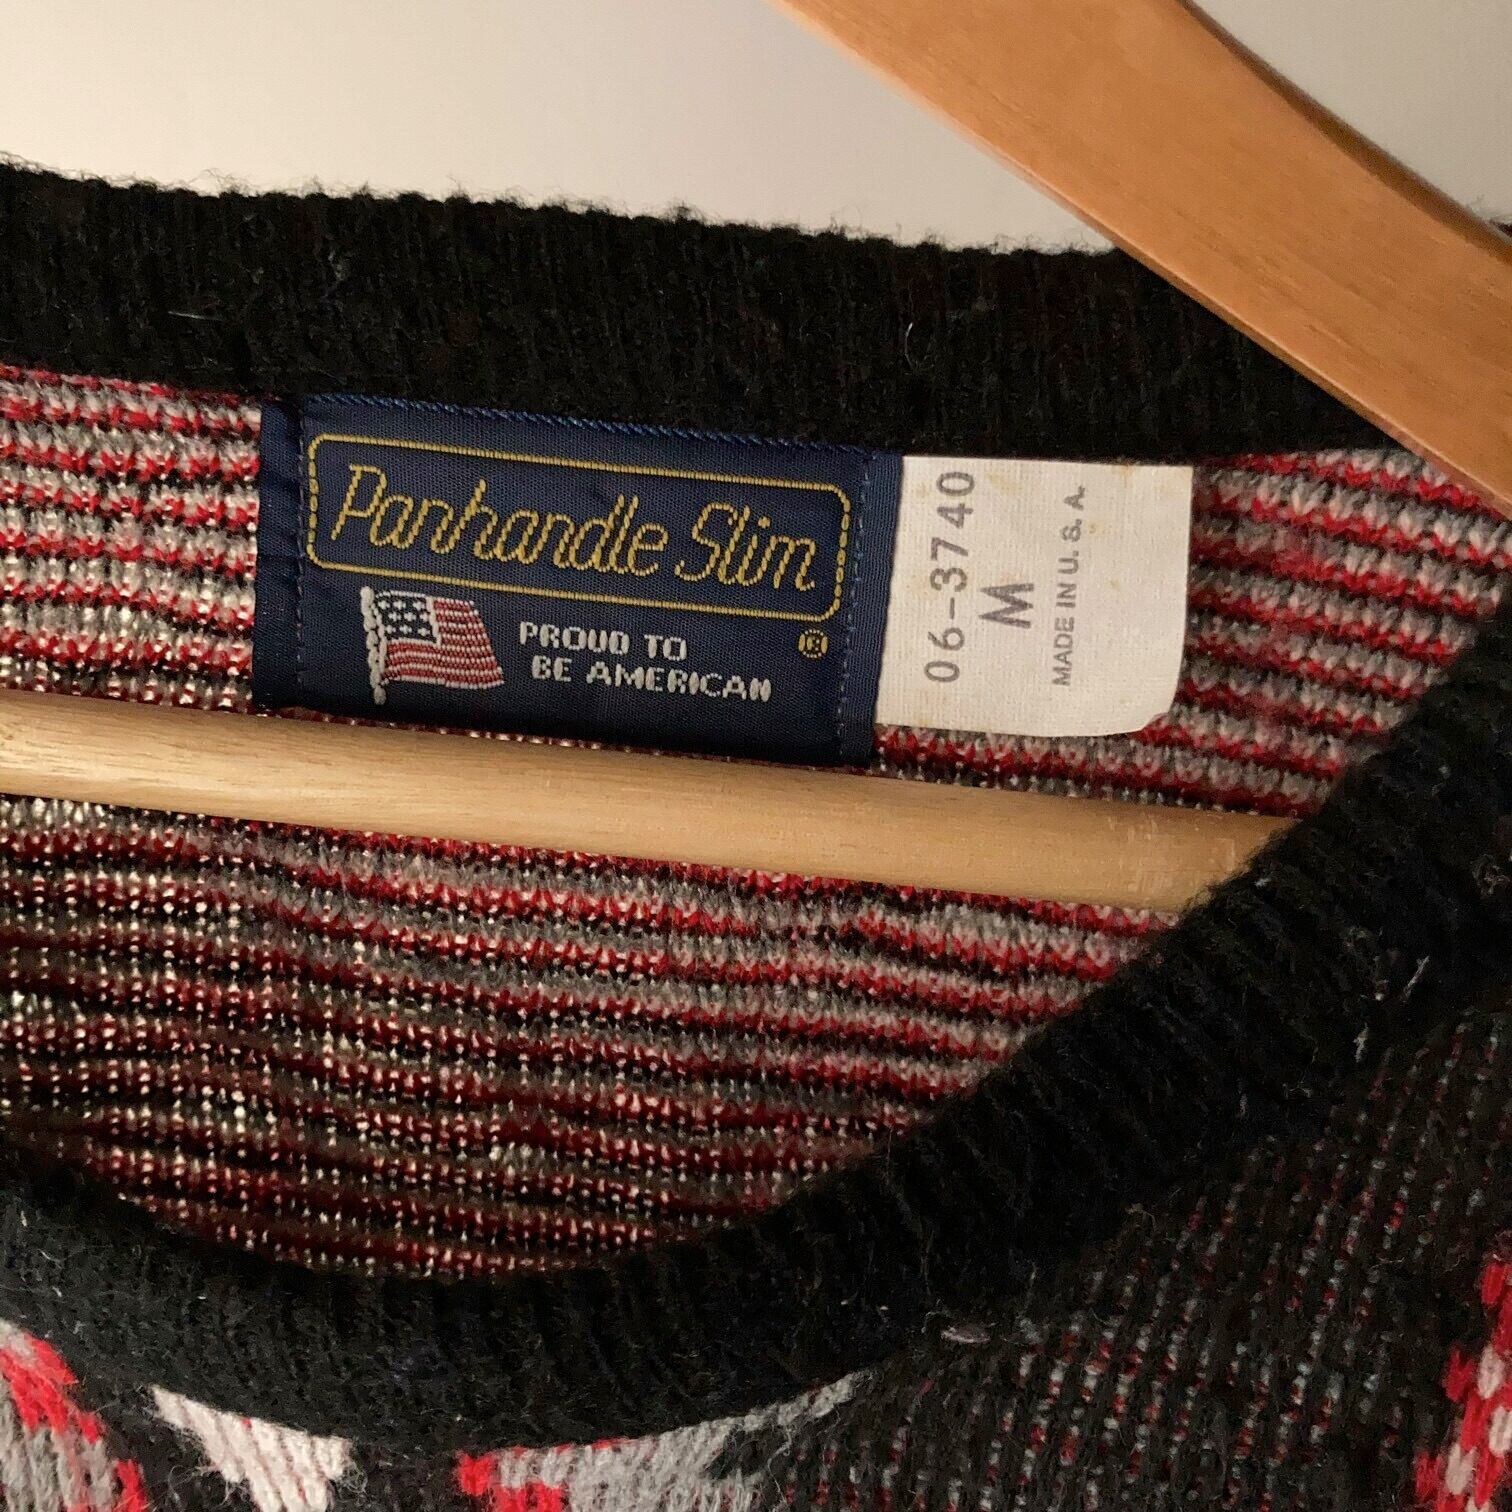 Panhandle Slim
PROUD TO
BE AMERICAN
®
06-3740
M
MADE IN U.S.A.